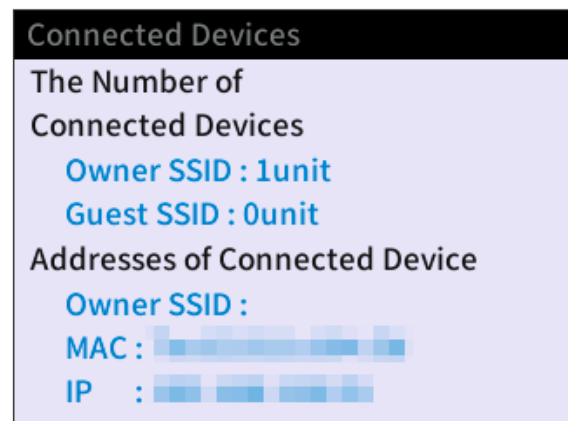 Connected Devices
The Number of
Connected Devices
Owner SSID : 1unit
Guest SSID : 0unit
Addresses of Connected Device
Owner SSID :
MAC :
IP :